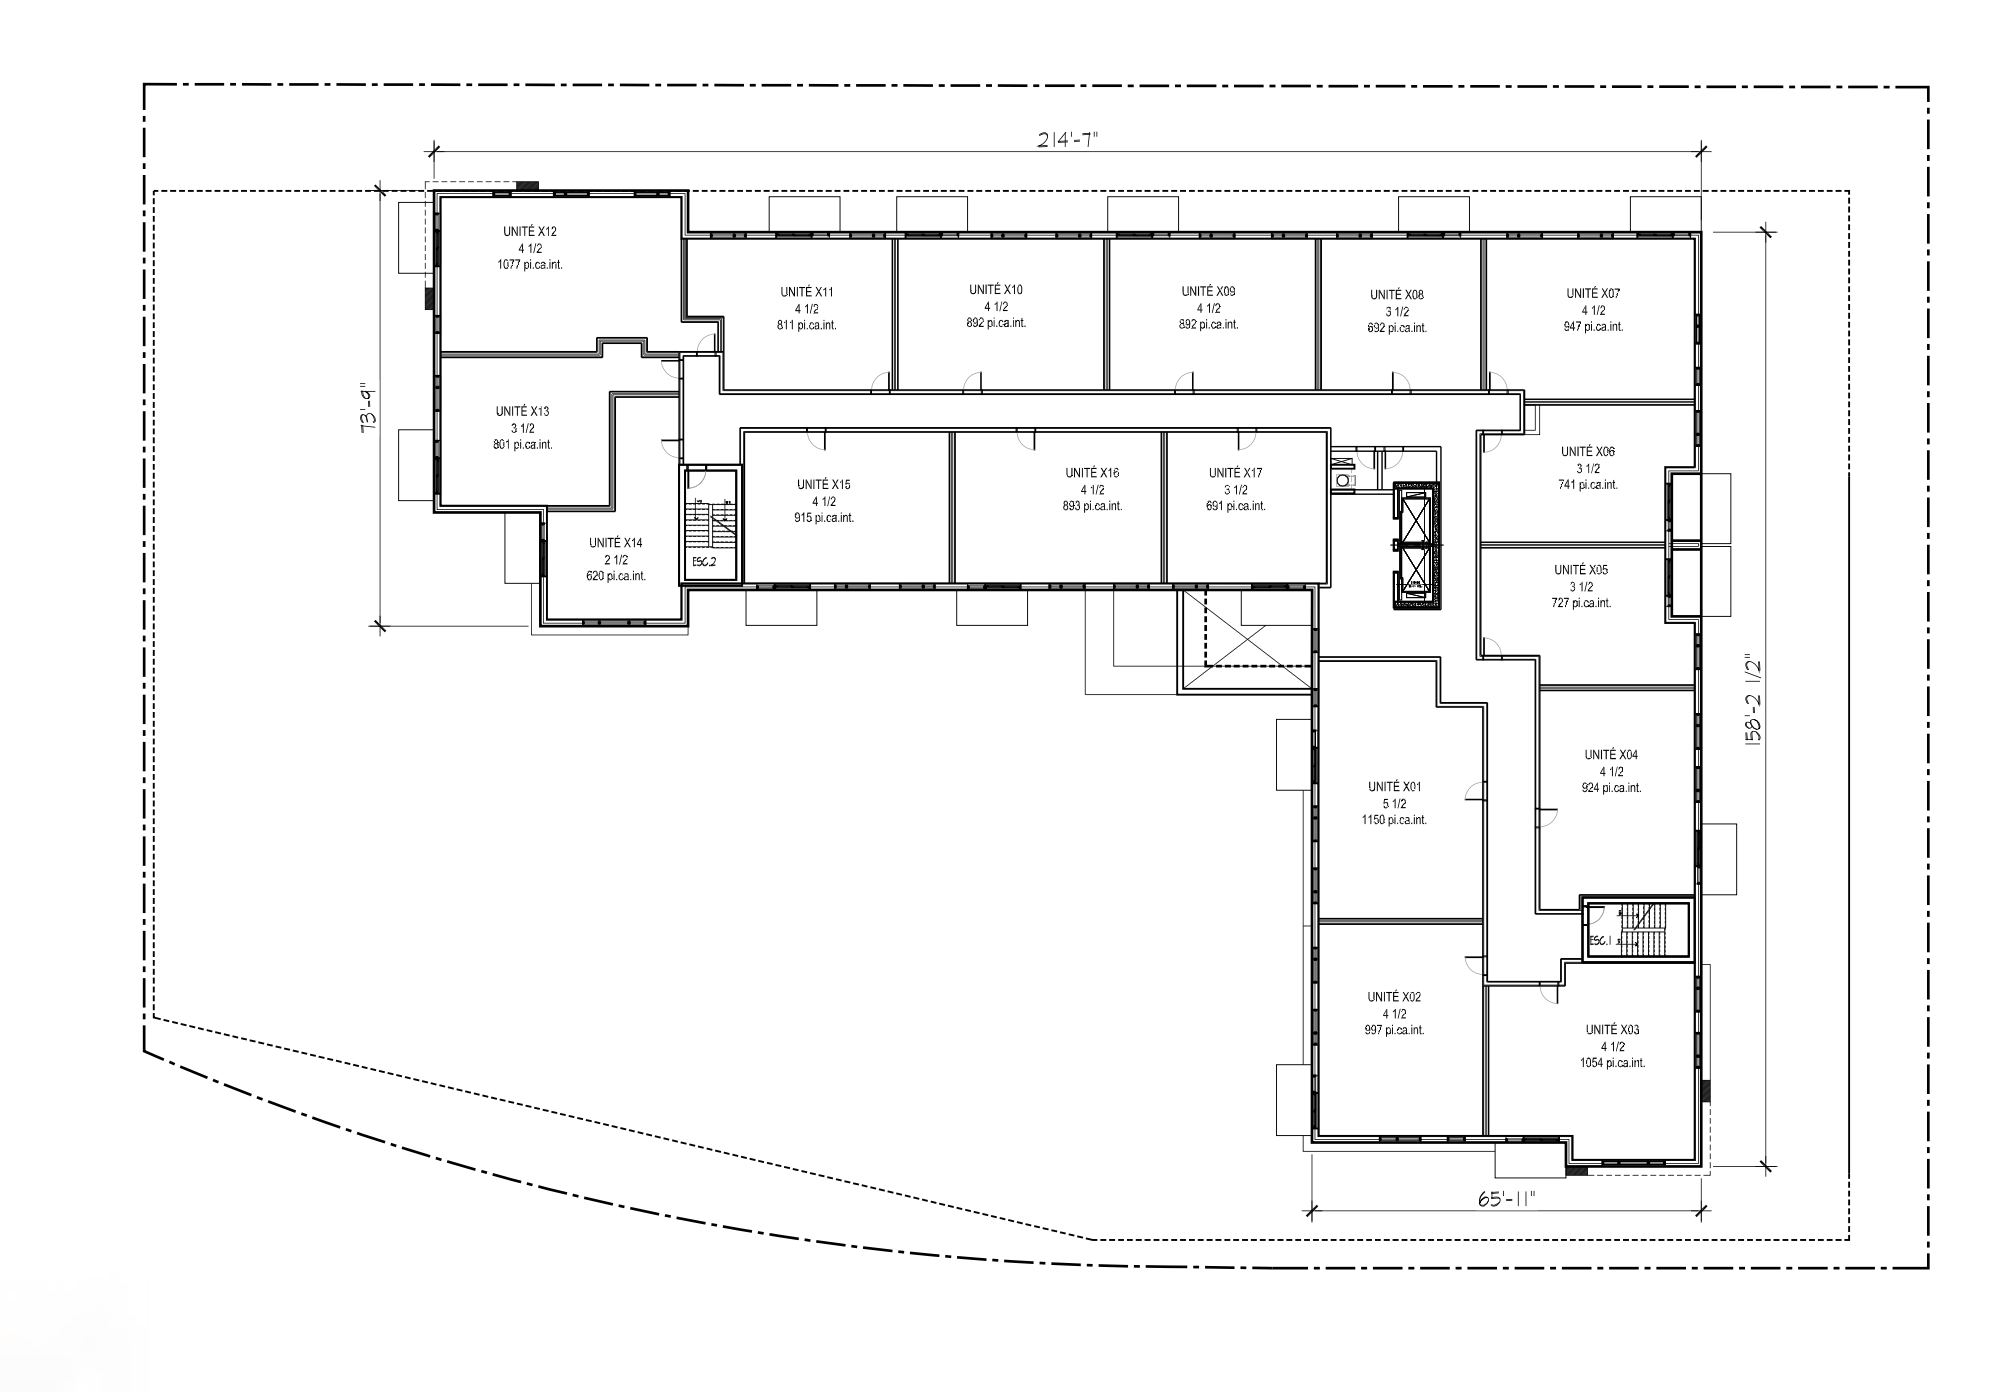 214'-7"
73'-9"
158'-2 1/2"
65'-11"
UNITÉ X12
4 1/2
1077 pi.ca.int.
UNITÉ X11
4 1/2
811 pi.ca.int.
UNITÉ X10
4 1/2
892 pi.ca.int.
UNITÉ X09
4 1/2
892 pi.ca.int.
UNITÉ X08
3 1/2
692 pi.ca.int.
UNITÉ X07
4 1/2
947 pi.ca.int.
UNITÉ X13
3 1/2
801 pi.ca.int.
UNITÉ X14
2 1/2
620 pi.ca.int.
ESC.2
UNITÉ X15
4 1/2
915 pi.ca.int.
UNITÉ X16
4 1/2
893 pi.ca.int.
UNITÉ X17
3 1/2
691 pi.ca.int.
UNITÉ X06
3 1/2
741 pi.ca.int.
UNITÉ X05
3 1/2
727 pi.ca.int.
UNITÉ X04
4 1/2
924 pi.ca.int.
UNITÉ X01
5 1/2
1150 pi.ca.int.
ESC.1
UNITÉ X02
4 1/2
997 pi.ca.int.
UNITÉ X03
4 1/2
1054 pi.ca.int.